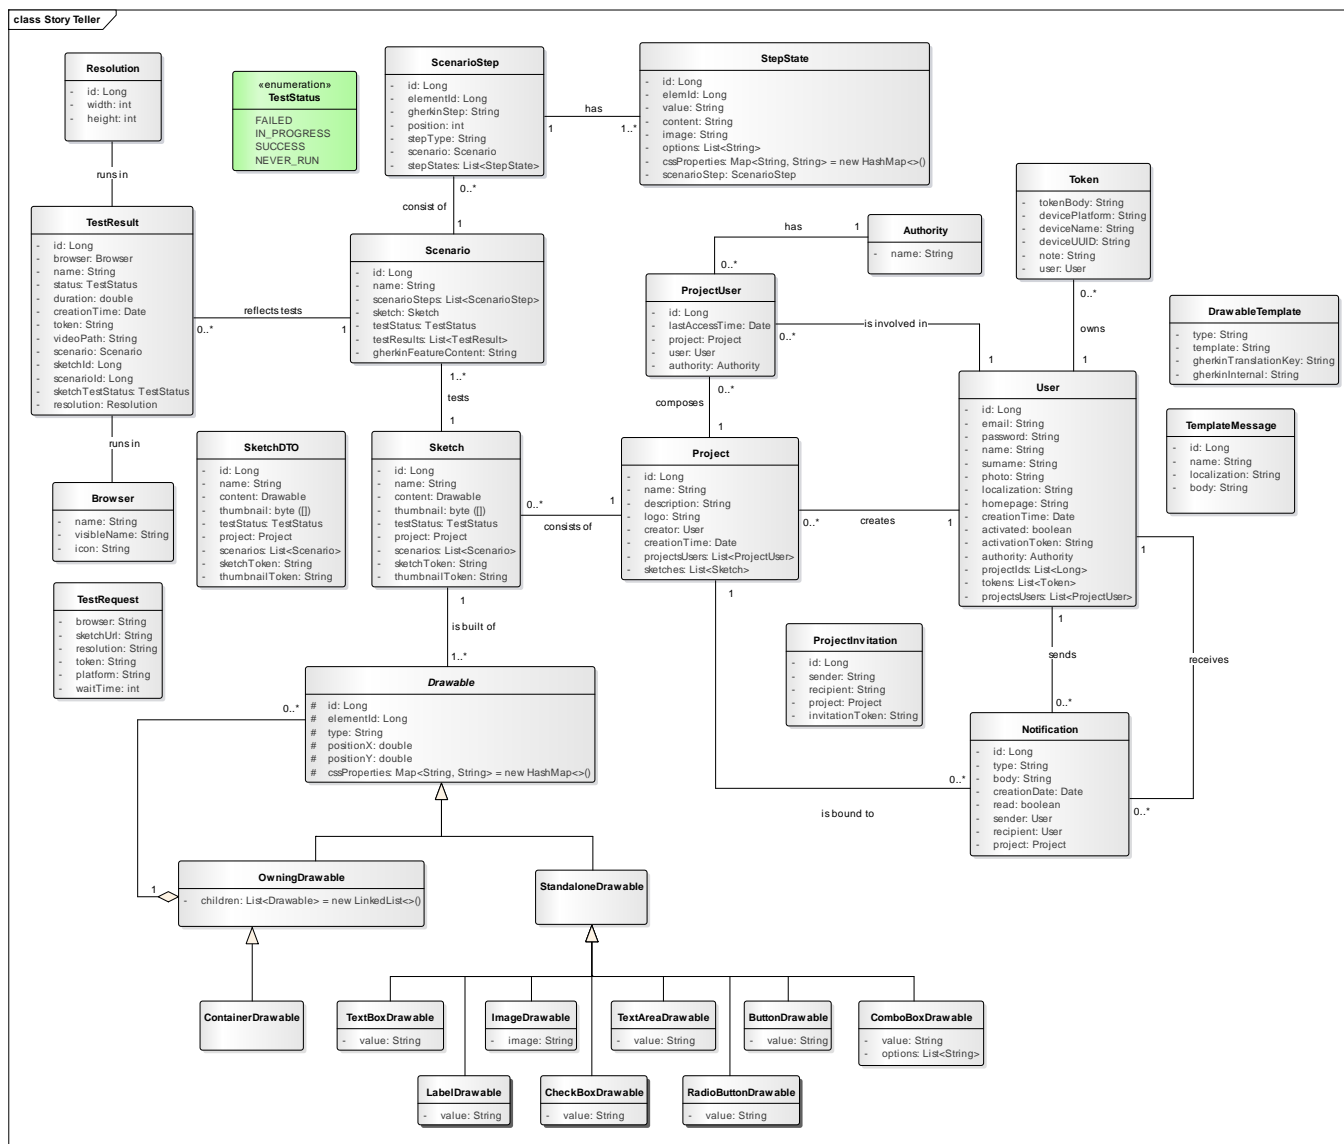 class Story Teller
Resolution
- id: Long
- width: int
- height: int
«enumeration»
TestStatus
FAILED
IN_PROGRESS
SUCCESS
NEVER_RUN
ScenarioStep
- id: Long
- elementId: Long
- gherkinStep: String
- position: int
- stepType: String
- scenario: Scenario
- stepStates: List<StepState>
has
1
1..*
StepState
- id: Long
- elemId: Long
- value: String
- content: String
- image: String
- options: List<String>
- cssProperties: Map<String, String> = new HashMap<>()
- scenarioStep: ScenarioStep
runs in
0..*
consist of
1
TestResult
- id: Long
- browser: Browser
- name: String
- status: TestStatus
- duration: double
- creationTime: Date
- token: String
- videoPath: String
- scenario: Scenario
- sketchId: Long
- scenarioId: Long
- sketchTestStatus: TestStatus
- resolution: Resolution
reflects tests
0..*
1
Scenario
- id: Long
- name: String
- scenarioSteps: List<ScenarioStep>
- sketch: Sketch
- testStatus: TestStatus
- testResults: List<TestResult>
- gherkinFeatureContent: String
has
1
0..*
Authority
- name: String
Token
- tokenBody: String
- devicePlatform: String
- deviceName: String
- deviceUUID: String
- note: String
- user: User
ProjectUser
- id: Long
- lastAccessTime: Date
- project: Project
- user: User
- authority: Authority
is involved in
0..*
1
0..*
owns
1
DrawableTemplate
- type: String
- template: String
- gherkinTranslationKey: String
- gherkinInternal: String
1..*
tests
1
0..*
composes
1
runs in
SketchDTO
- id: Long
- name: String
- content: Drawable
- thumbnail: byte ([])
- testStatus: TestStatus
- project: Project
- scenarios: List<Scenario>
- sketchToken: String
- thumbnailToken: String
Sketch
- id: Long
- name: String
- content: Drawable
- thumbnail: byte ([])
- testStatus: TestStatus
- project: Project
- scenarios: List<Scenario>
- sketchToken: String
- thumbnailToken: String
0..*
consists of
1
Project
- id: Long
- name: String
- description: String
- logo: String
- creator: User
- creationTime: Date
- projectsUsers: List<ProjectUser>
- sketches: List<Sketch>
0..*
creates
1
User
- id: Long
- email: String
- password: String
- name: String
- surname: String
- photo: String
- localization: String
- homepage: String
- creationTime: Date
- activated: boolean
- activationToken: String
- authority: Authority
- projectIds: List<Long>
- tokens: List<Token>
- projectsUsers: List<ProjectUser>
TemplateMessage
- id: Long
- name: String
- localization: String
- body: String
Browser
- name: String
- visibleName: String
- icon: String
TestRequest
- browser: String
- sketchUrl: String
- resolution: String
- token: String
- platform: String
- waitTime: int
1
is built of
1..*
1
is bound to
0..*
ProjectInvitation
- id: Long
- sender: String
- recipient: String
- project: Project
- invitationToken: String
1
sends
0..*
1
receives
0..*
Drawable
# id: Long
# elementId: Long
# type: String
# positionX: double
# positionY: double
# cssProperties: Map<String, String> = new HashMap<>()
0..*
1
Notification
- id: Long
- type: String
- body: String
- creationDate: Date
- read: boolean
- sender: User
- recipient: User
- project: Project
OwningDrawable
- children: List<Drawable> = new LinkedList<>()
StandaloneDrawable
ContainerDrawable
TextBoxDrawable
- value: String
ImageDrawable
- image: String
TextAreaDrawable
- value: String
ButtonDrawable
- value: String
ComboBoxDrawable
- value: String
- options: List<String>
LabelDrawable
- value: String
CheckBoxDrawable
- value: String
RadioButtonDrawable
- value: String